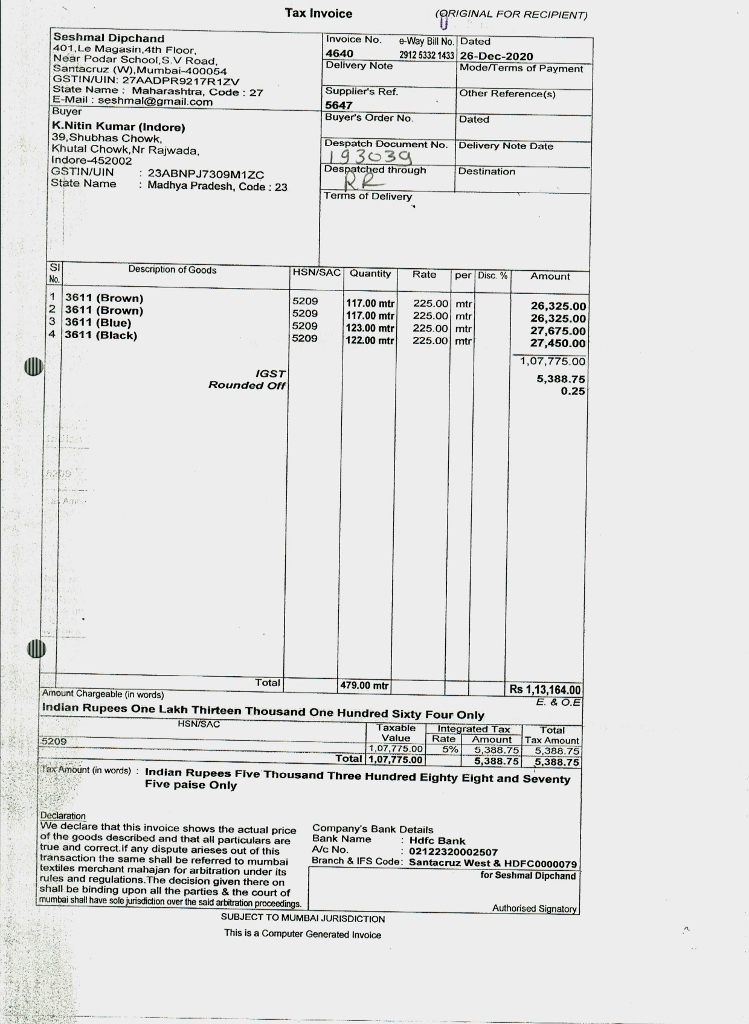 Tax Invoice
(ORIGINAL FOR RECIPIENT)
Seshmal Dipchand
401,Le Magasin,4th Floor,
Near Podar School,S.V Road,
Santacruz (W),Mumbai-400054
GSTIN/UIN: 27AADPR9217R1ZV
State Name : Maharashtra, Code : 27
E-Mail : seshmal@gmail.com
Invoice No. e-Way Bill No. Dated
4640 2912 5332 1433 26-Dec-2020
Delivery Note Mode/Terms of Payment
Supplier's Ref. Other Reference(s)
5647
Buyer
K.Nitin Kumar (Indore)
39,Shubhas Chowk,
Khutal Chowk,Nr Rajwada,
Indore-452002
GSTIN/UIN : 23ABNPJ7309M1ZC
State Name : Madhya Pradesh, Code : 23
Buyer's Order No. Dated
Despatch Document No. Delivery Note Date
193039
Despatched through Destination
RR
Terms of Delivery
Sl No. Description of Goods HSN/SAC Quantity Rate per Disc. % Amount
1 3611 (Brown) 5209 117.00 mtr 225.00 mtr 26,325.00
2 3611 (Brown) 5209 117.00 mtr 225.00 mtr 26,325.00
3 3611 (Blue) 5209 123.00 mtr 225.00 mtr 27,675.00
4 3611 (Black) 5209 122.00 mtr 225.00 mtr 27,450.00
1,07,775.00
IGST 5,388.75
Rounded Off 0.25
Total 479.00 mtr Rs 1,13,164.00
Amount Chargeable (in words) E. & O.E
Indian Rupees One Lakh Thirteen Thousand One Hundred Sixty Four Only
HSN/SAC Taxable Value Integrated Tax Rate Amount Total Tax Amount
5209 1,07,775.00 5% 5,388.75 5,388.75
Total 1,07,775.00 5,388.75 5,388.75
Tax Amount (in words) : Indian Rupees Five Thousand Three Hundred Eighty Eight and Seventy
Five paise Only
Declaration
We declare that this invoice shows the actual price
of the goods described and that all particulars are
true and correct.If any dispute arieses out of this
transaction the same shall be referred to mumbai
textiles merchant mahajan for arbitration under its
rules and regulations.The decision given there on
shall be binding upon all the parties & the court of
mumbai shall have sole jurisdiction over the said arbitration proceedings.
Company's Bank Details
Bank Name : Hdfc Bank
A/c No. : 02122320002507
Branch & IFS Code: Santacruz West & HDFC0000079
for Seshmal Dipchand
Authorised Signatory
SUBJECT TO MUMBAI JURISDICTION
This is a Computer Generated Invoice